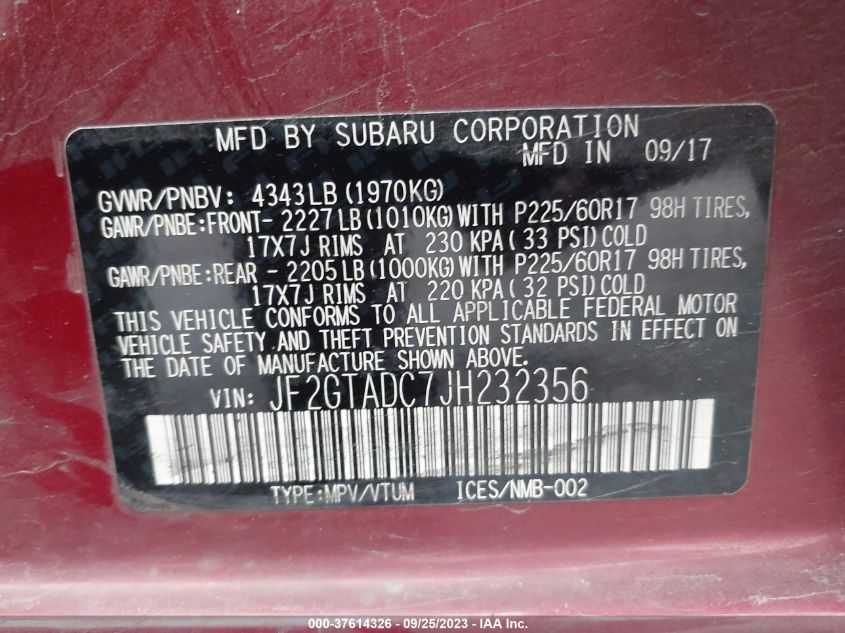 MFD BY SUBARU CORPORATION
MFD IN 09/17
GVWR/PNBV: 4343LB (1970KG)
GAWR/PNBE:FRONT- 2227LB(1010KG)WITH P225/60R17 98H TIRES,
17X7J RIMS AT 230 KPA(33 PSI)COLD
GAWR/PNBE:REAR - 2205LB(1000KG)WITH P225/60R17 98H TIRES,
17X7J RIMS AT 220 KPA(32 PSI)COLD
THIS VEHICLE CONFORMS TO ALL APPLICABLE FEDERAL MOTOR
VEHICLE SAFETY AND THEFT PREVENTION STANDARDS IN EFFECT ON
THE DATE OF MANUFACTURE SHOWN ABOVE.
VIN: JF2GTADC7JH232356
TYPE:MPV/VTUM ICES/NMB-002
000-37614326 - 09/25/2023 - © IAA, Inc.